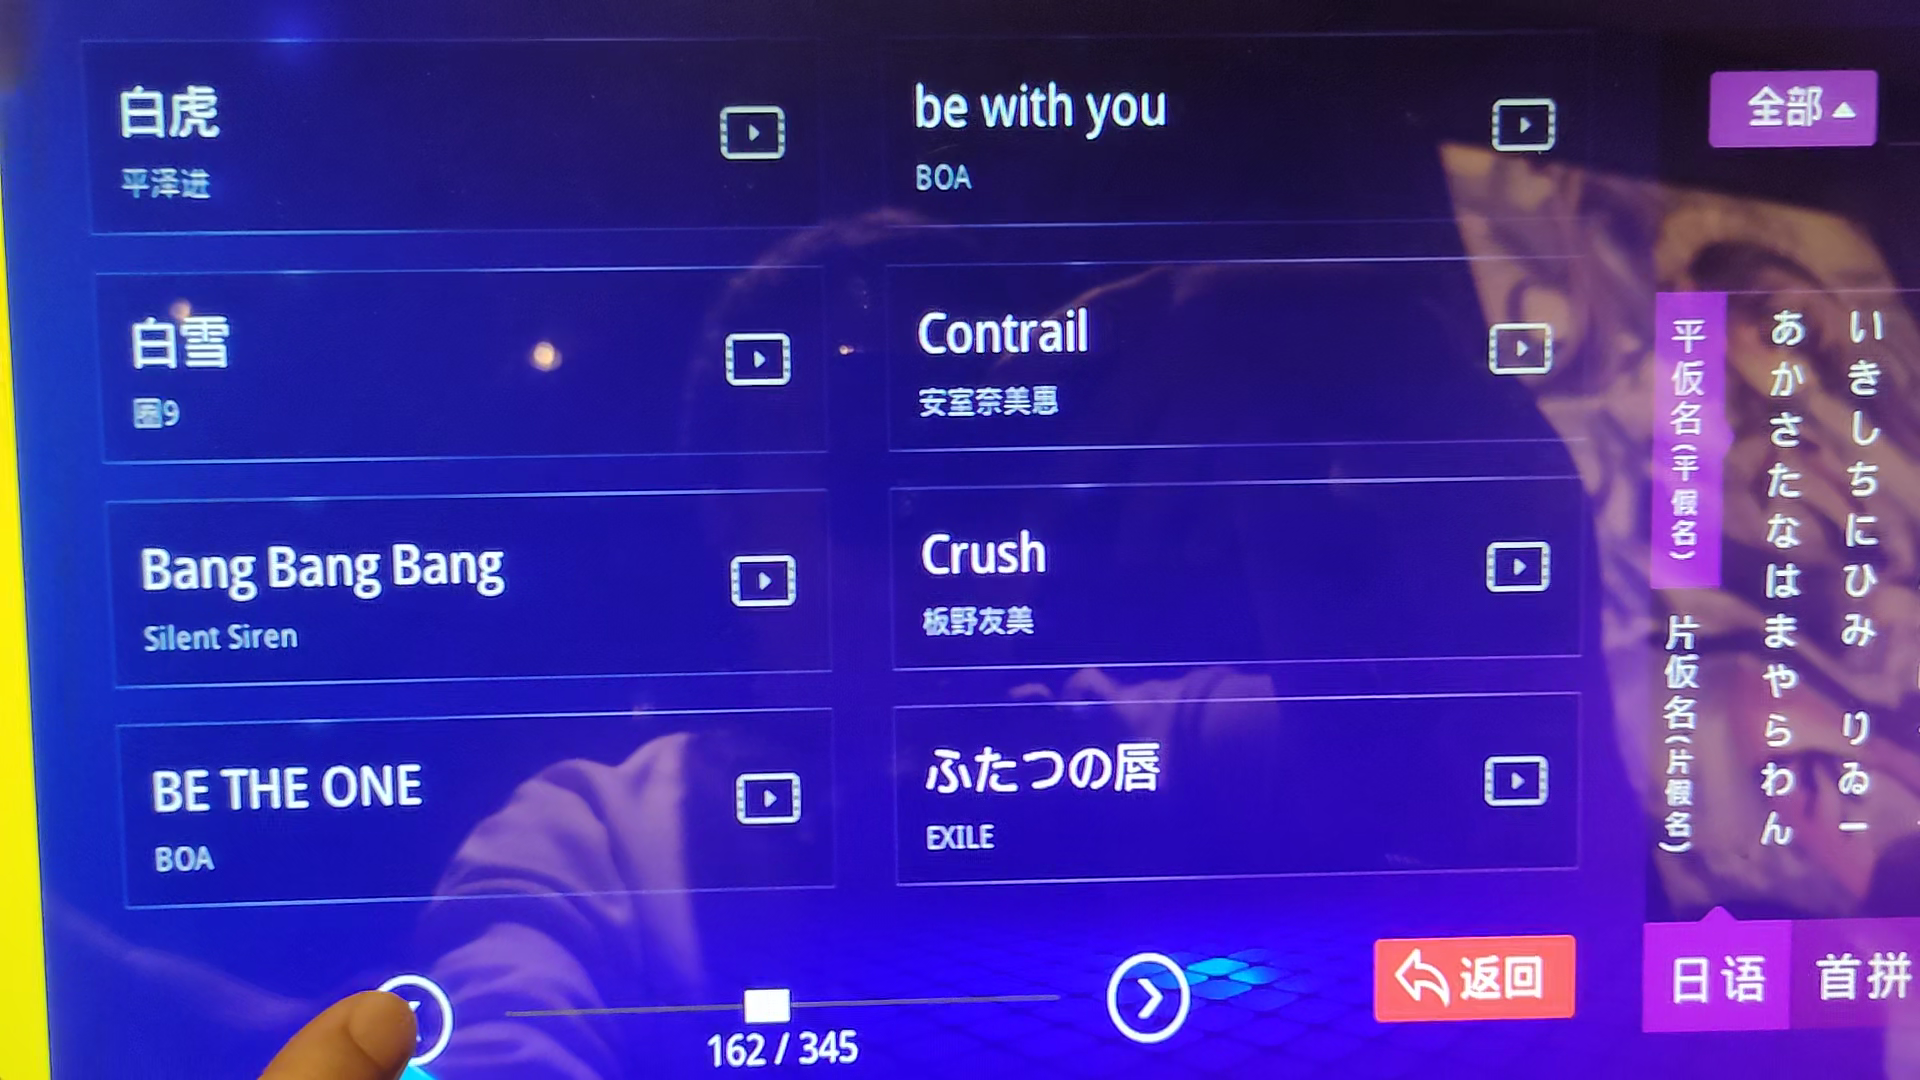 白虎
平泽进
be with you
BOA
白雪
圈9
Contrail
安室奈美惠
Bang Bang Bang
Silent Siren
Crush
板野友美
BE THE ONE
BOA
ふたつの唇
EXILE
162 / 345
返回
全部
平仮名(平假名)
片仮名(片假名)
あかさたなはまやらわん
いきしちにひみ りゐー
日语
首拼